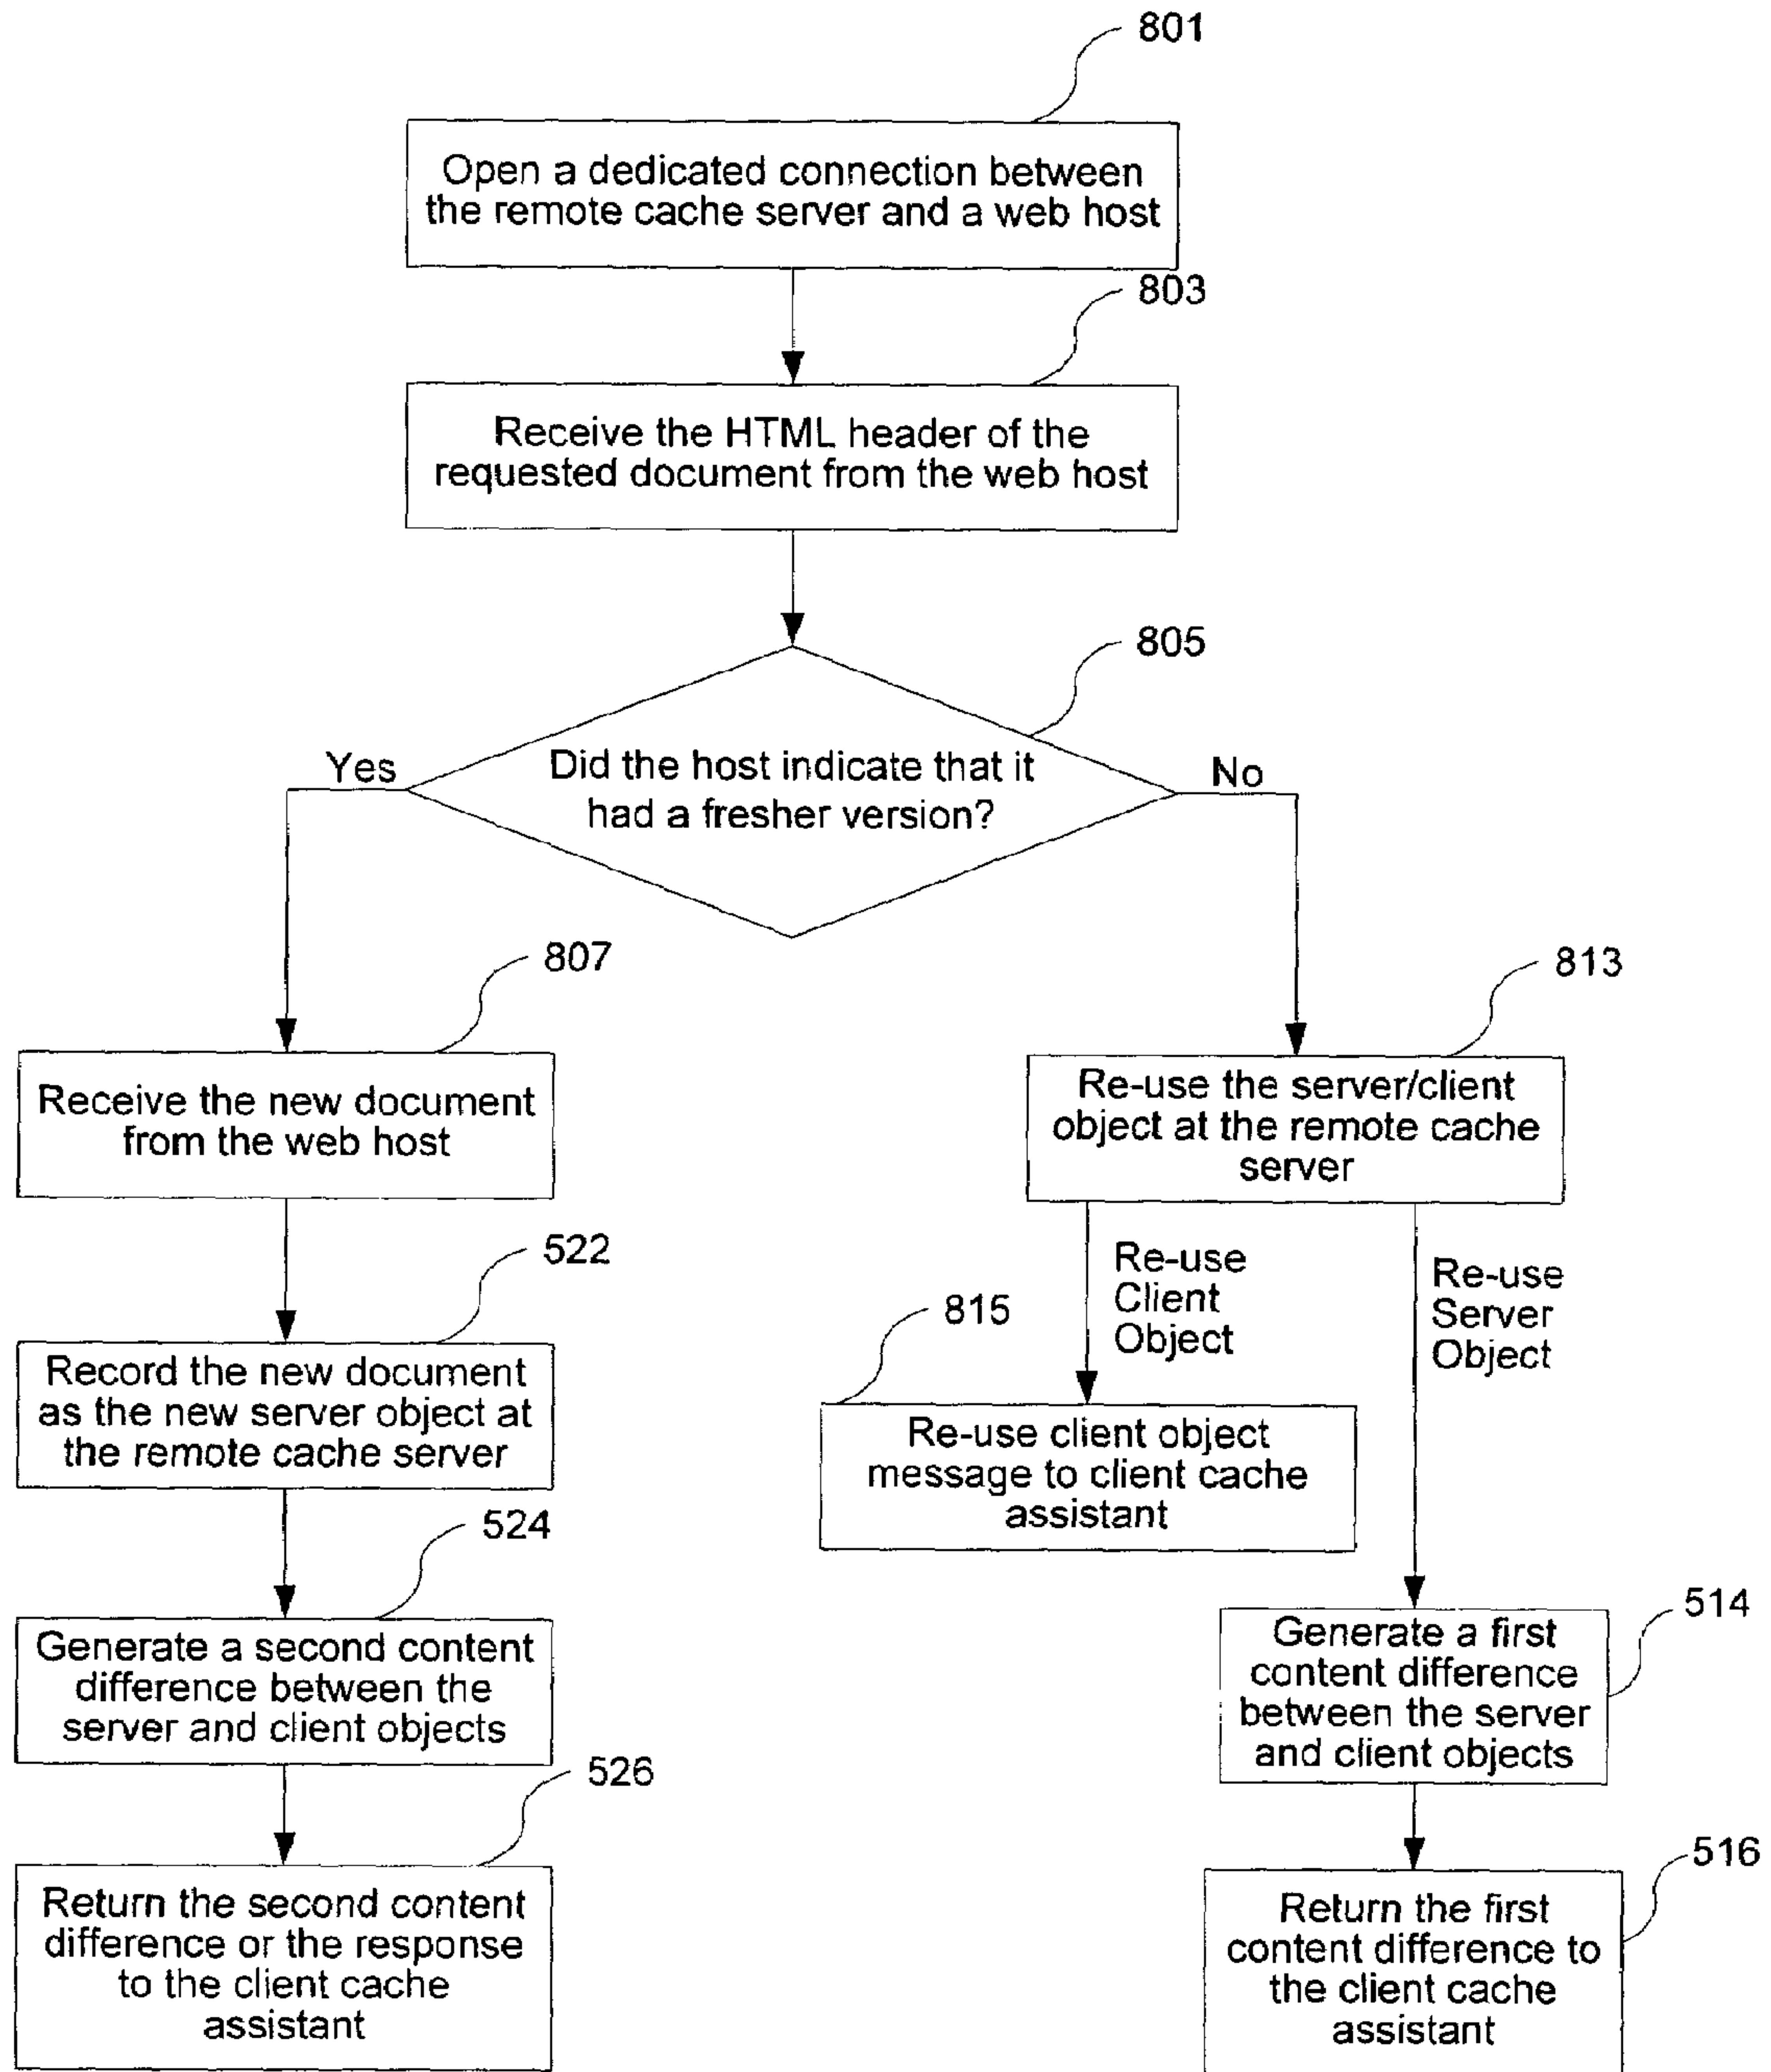 801
Open a dedicated connection between
the remote cache server and a web host
803
Receive the HTML header of the
requested document from the web host
805
Did the host indicate that it
had a fresher version?
Yes
No
807
Receive the new document
from the web host
813
Re-use the server/client
object at the remote cache
server
522
Record the new document
as the new server object at
the remote cache server
Re-use
Client
Object
Re-use
Server
Object
815
Re-use client object
message to client cache
assistant
524
Generate a second content
difference between the
server and client objects
514
Generate a first
content difference
between the server
and client objects
526
Return the second content
difference or the response
to the client cache
assistant
516
Return the first
content difference to
the client cache
assistant